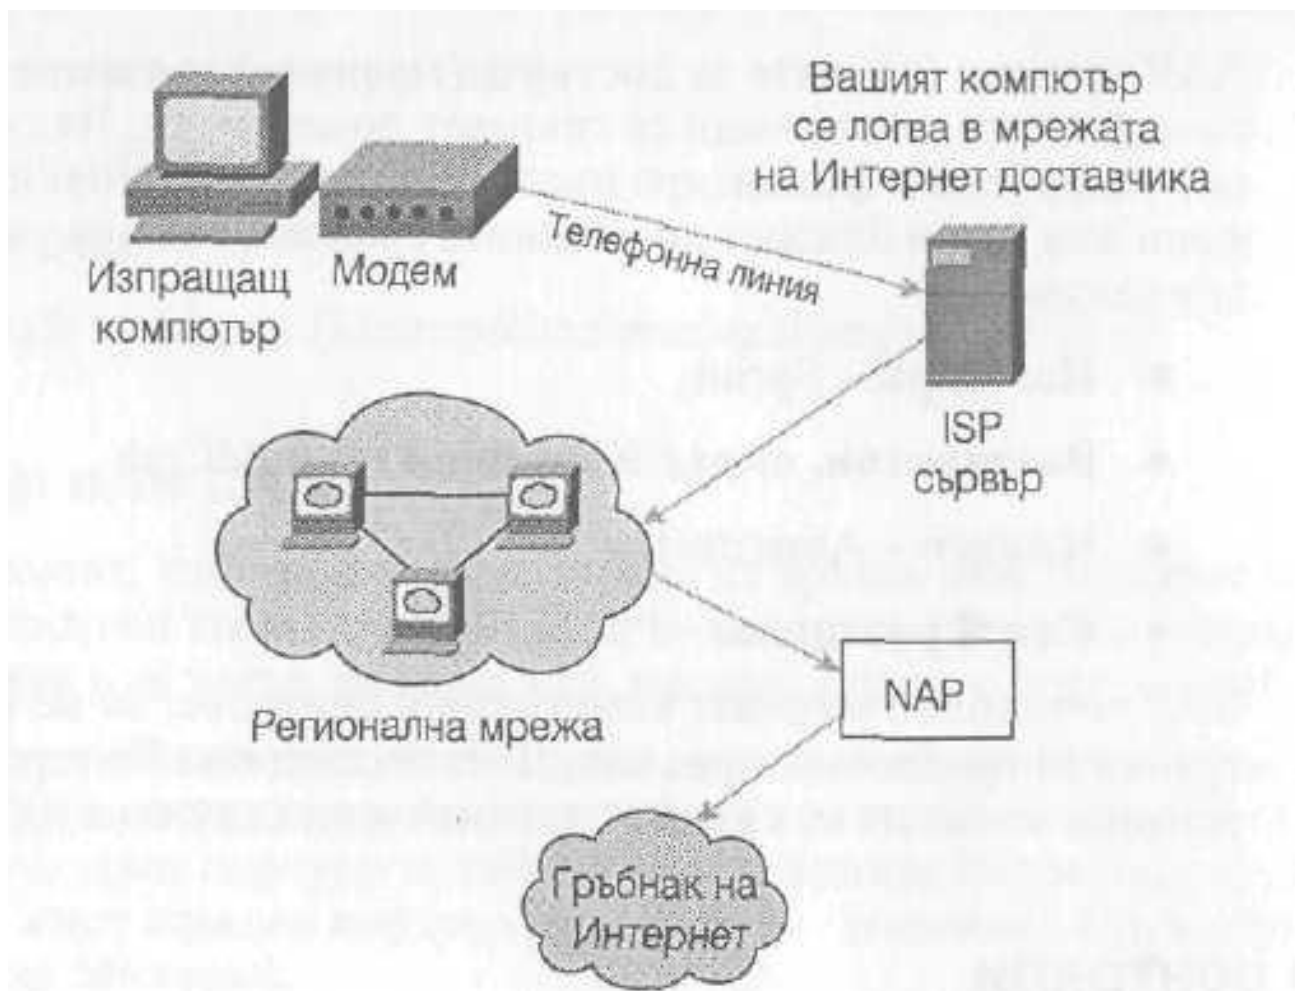 Вашият компютър
се логва в мрежата
на Интернет доставчика
Телефонна линия
Изпращащ
компютър
Модем
ISP
сървър
Регионална мрежа
NAP
Гръбнак на
Интернет